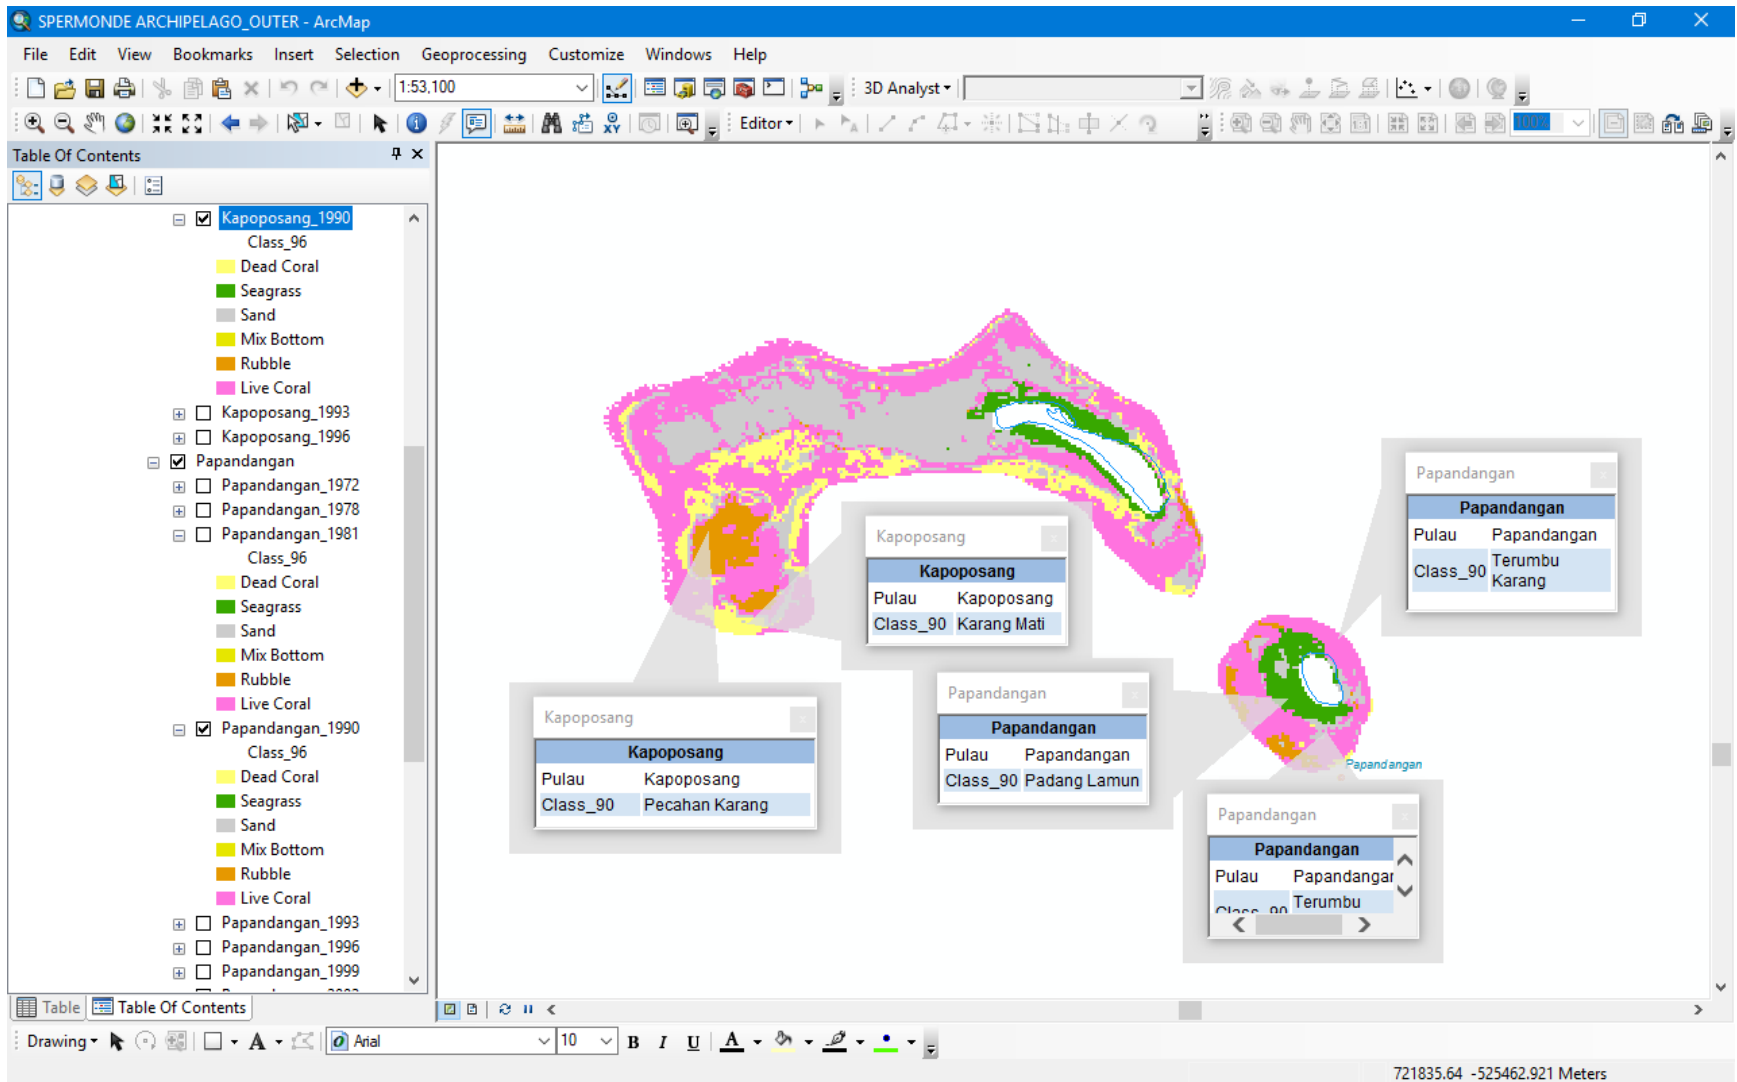 SPERMONDE ARCHIPELAGO_OUTER - ArcMap
File Edit View Bookmarks Insert Selection Geoprocessing Customize Windows Help
1:53,100
3D Analyst
Editor
100%
Table Of Contents
Kapoposang_1990
Class_96
Dead Coral
Seagrass
Sand
Mix Bottom
Rubble
Live Coral
Kapoposang_1993
Kapoposang_1996
Papandangan
Papandangan_1972
Papandangan_1978
Papandangan_1981
Class_96
Dead Coral
Seagrass
Sand
Mix Bottom
Rubble
Live Coral
Papandangan_1990
Class_96
Dead Coral
Seagrass
Sand
Mix Bottom
Rubble
Live Coral
Papandangan_1993
Papandangan_1996
Papandangan_1999
Table
Table Of Contents
Kapoposang
Kapoposang
Pulau Kapoposang
Class_90 Karang Mati
Kapoposang
Kapoposang
Pulau Kapoposang
Class_90 Pecahan Karang
Papandangan
Papandangan
Pulau Papandangan
Class_90 Padang Lamun
Papandangan
Papandangan
Pulau Papandangan
Class_90 Terumbu
Karang
Papandangan
Papandangan
Papandangan
Pulau Papandangan
Class_90 Terumbu
Drawing
Arial
10
B I U A
721835.64 -525462.921 Meters